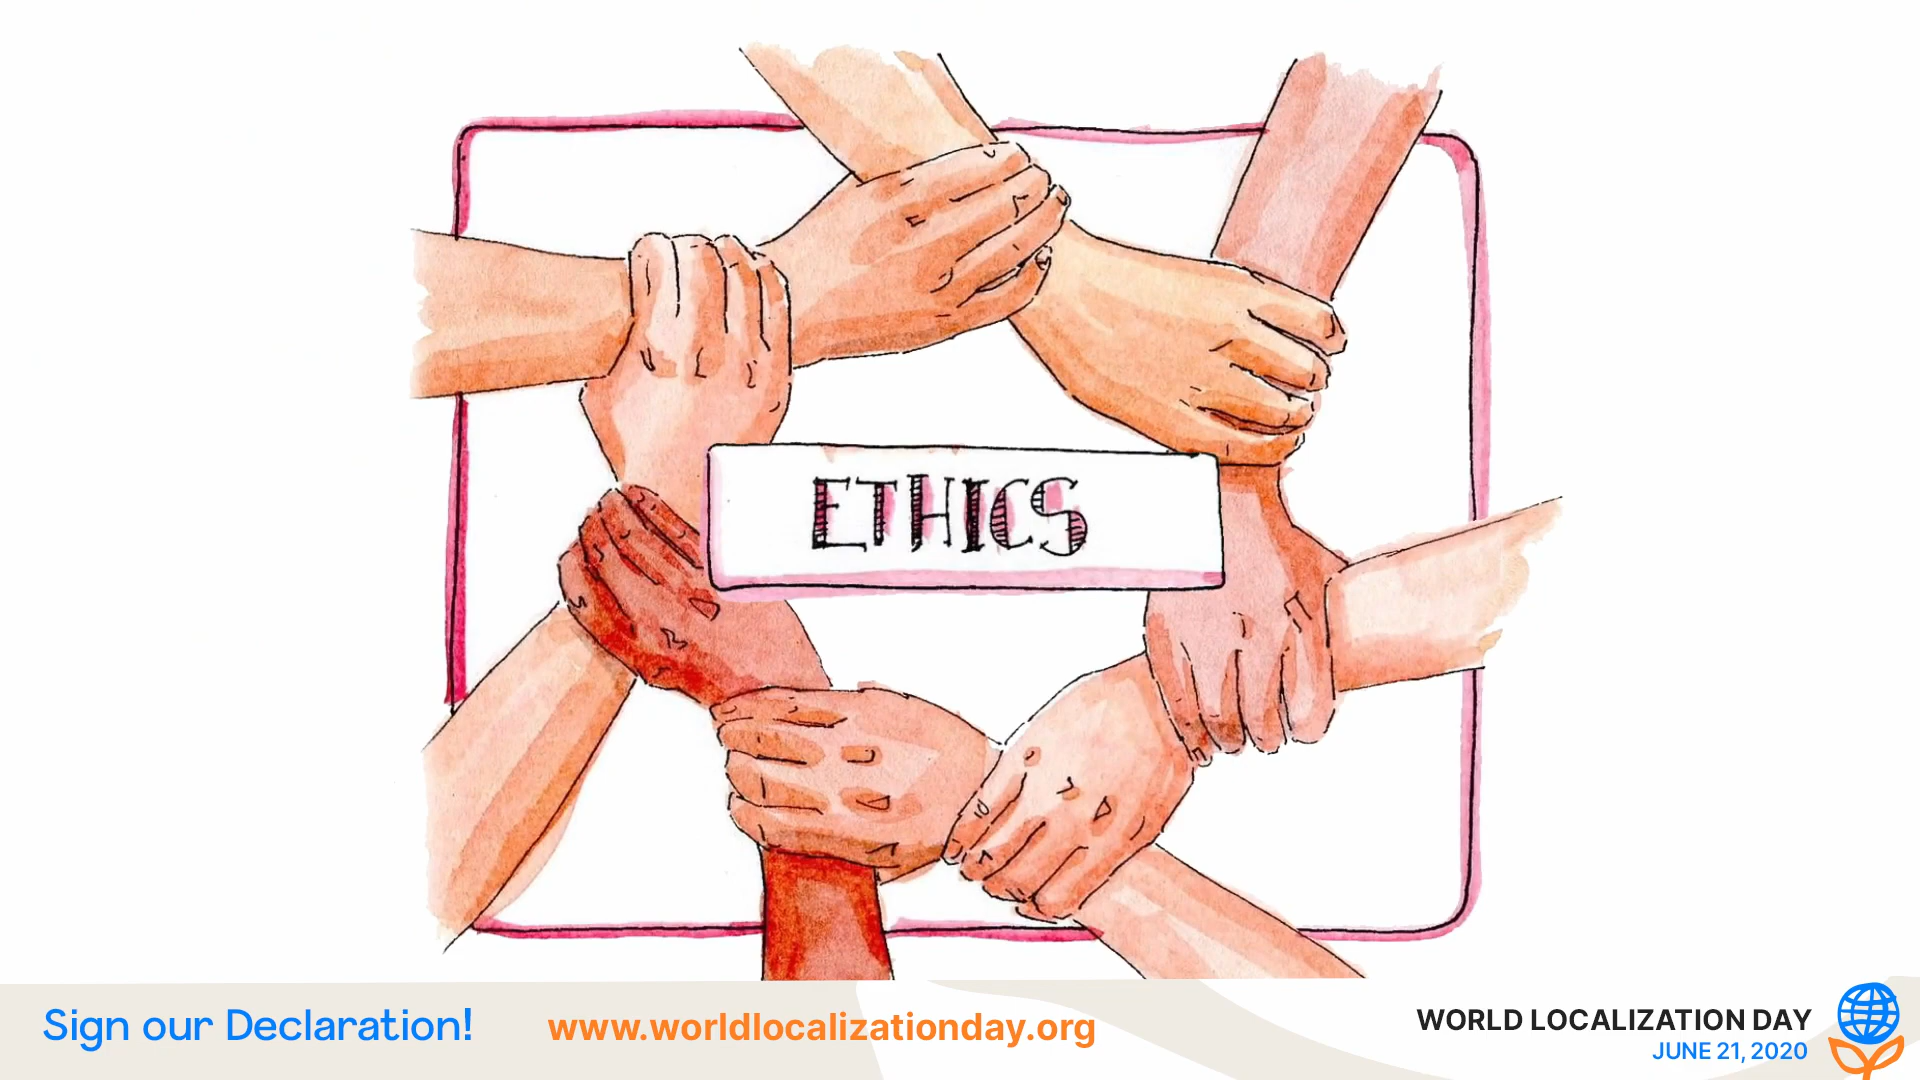 ETHICS
Sign our Declaration! www.worldlocalizationday.org
WORLD LOCALIZATION DAY
JUNE 21, 2020